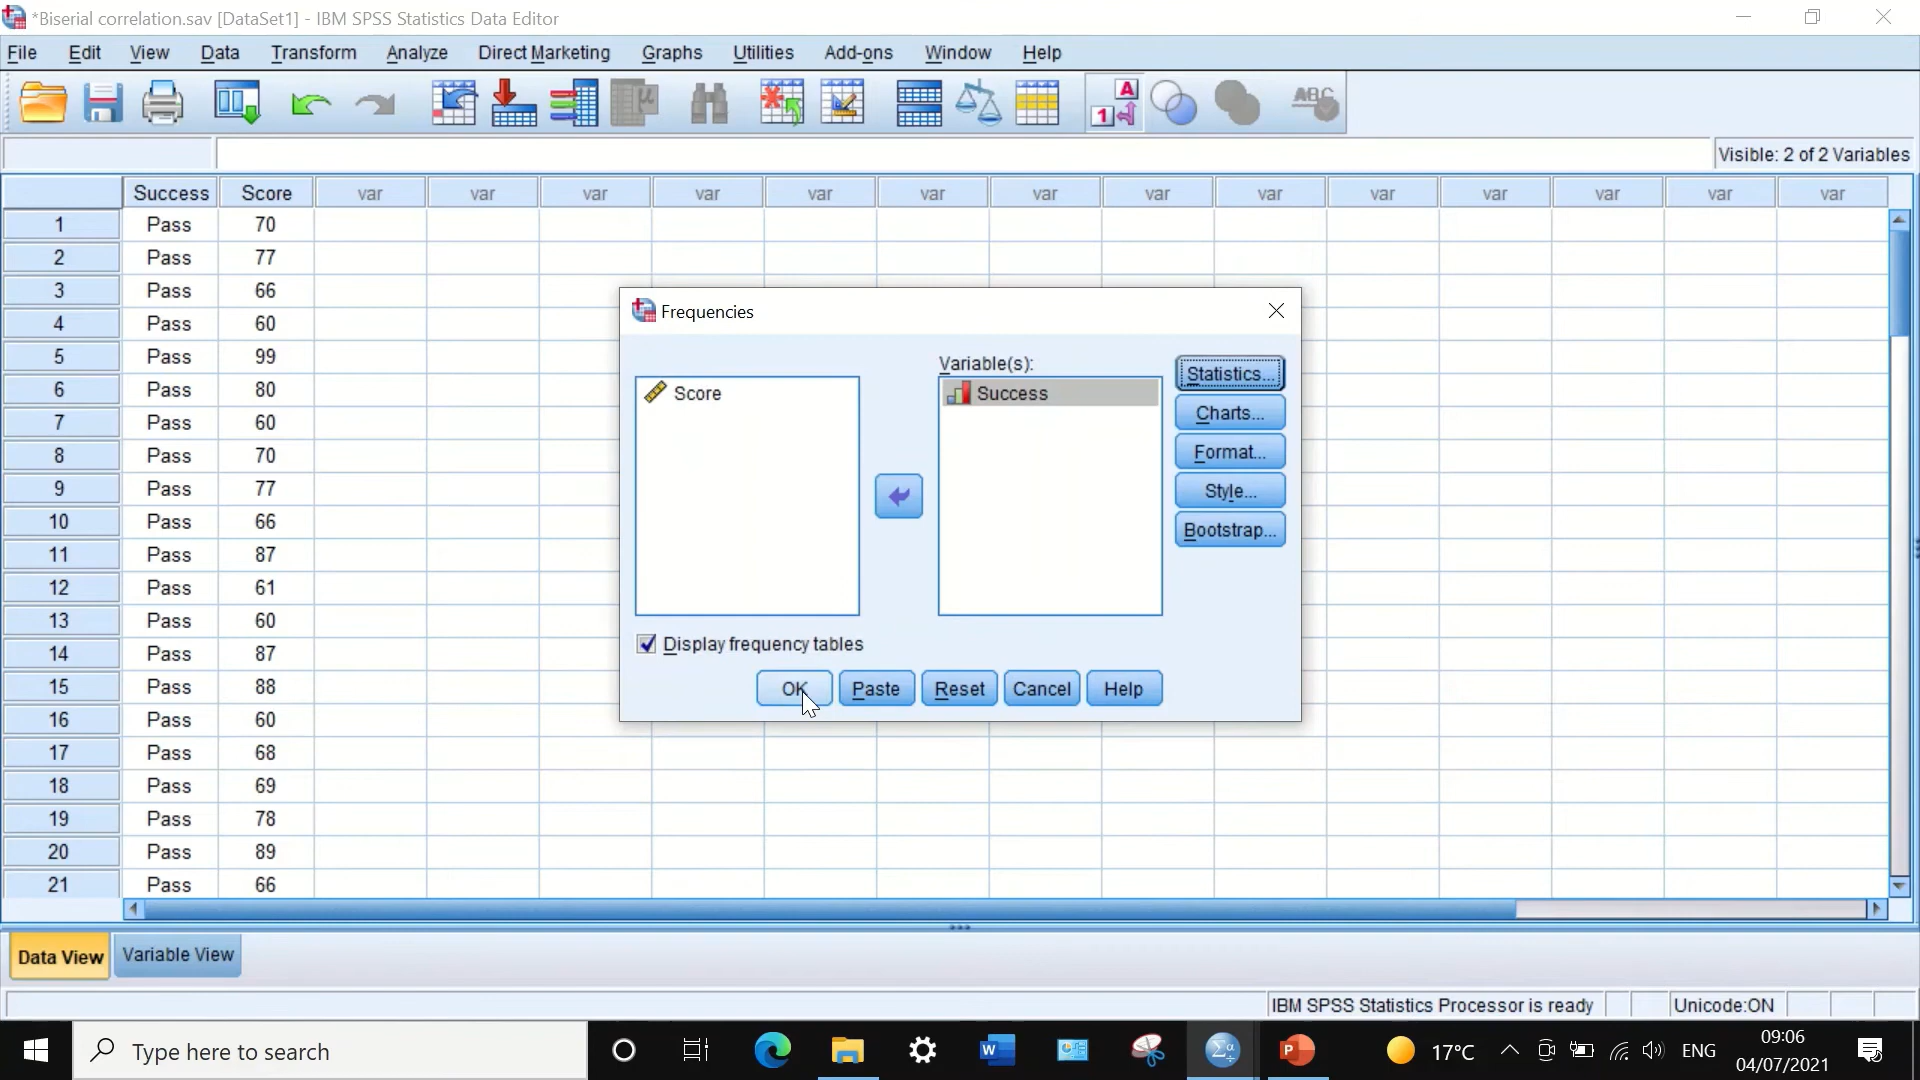 *Biserial correlation.sav [DataSet1] - IBM SPSS Statistics Data Editor
File Edit View Data Transform Analyze Direct Marketing Graphs Utilities Add-ons Window Help
A
1
ABC
Visible: 2 of 2 Variables
Success Score var var var var var var var var var var var var var var
1 Pass 70
2 Pass 77
3 Pass 66
4 Pass 60
5 Pass 99
6 Pass 80
7 Pass 60
8 Pass 70
9 Pass 77
10 Pass 66
11 Pass 87
12 Pass 61
13 Pass 60
14 Pass 87
15 Pass 88
16 Pass 60
17 Pass 68
18 Pass 69
19 Pass 78
20 Pass 89
21 Pass 66
Frequencies
Variable(s):
Score
Success
Statistics...
Charts...
Format...
Style...
Bootstrap...
Display frequency tables
OK Paste Reset Cancel Help
Data View Variable View
IBM SPSS Statistics Processor is ready Unicode:ON
Type here to search
17°C ENG
09:06
04/07/2021